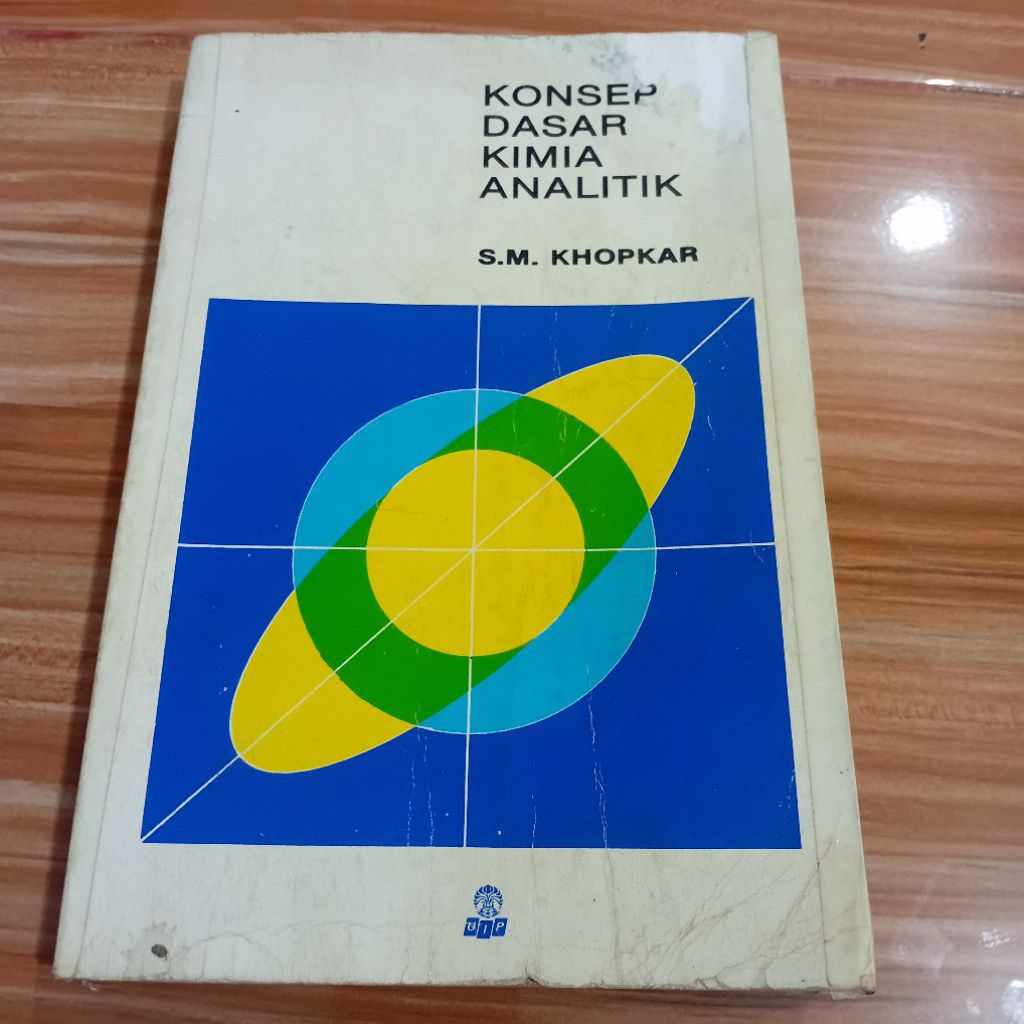 KONSEP
DASAR
KIMIA
ANALITIK
S.M. KHOPKAR
UIP